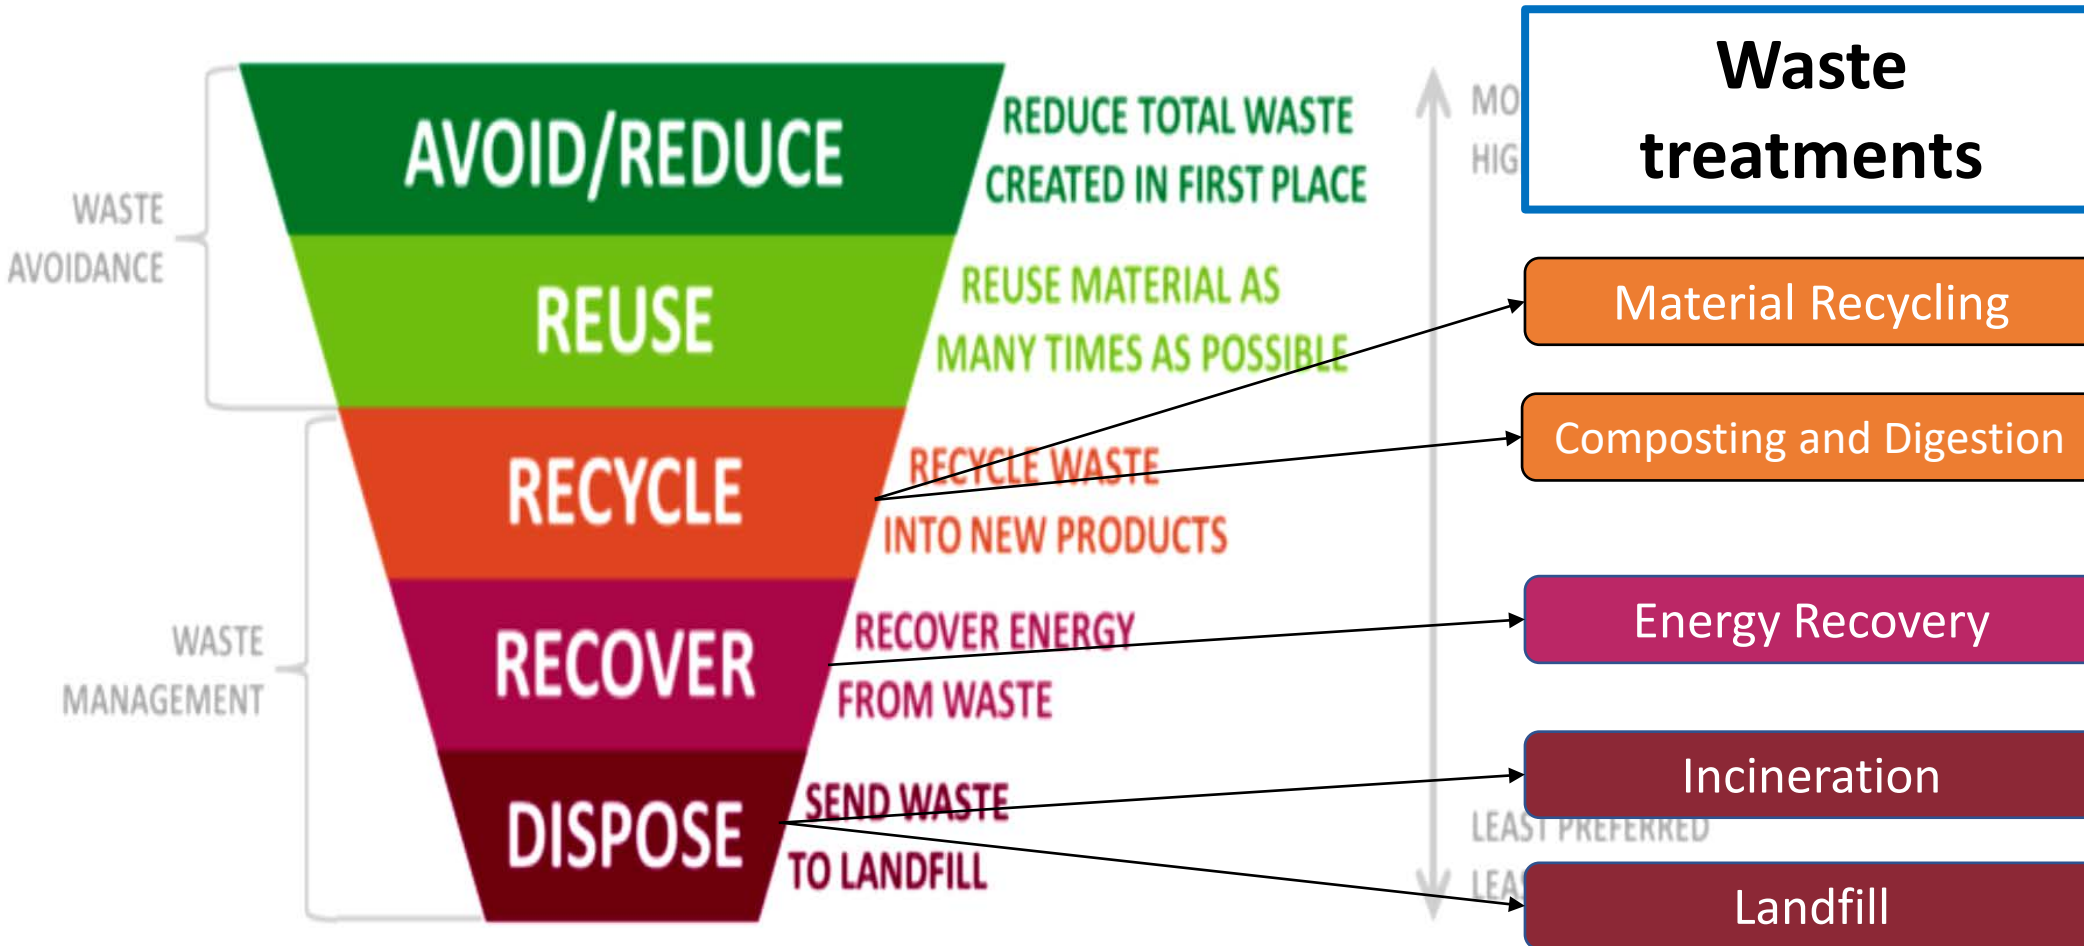 Waste
treatments
AVOID/REDUCE
REDUCE TOTAL WASTE
CREATED IN FIRST PLACE
WASTE
AVOIDANCE
REUSE
REUSE MATERIAL AS
MANY TIMES AS POSSIBLE
Material Recycling
RECYCLE
RECYCLE WASTE
INTO NEW PRODUCTS
Composting and Digestion
WASTE
MANAGEMENT
RECOVER
RECOVER ENERGY
FROM WASTE
Energy Recovery
DISPOSE
SEND WASTE
TO LANDFILL
Incineration
LEAST PREFERRED
Landfill